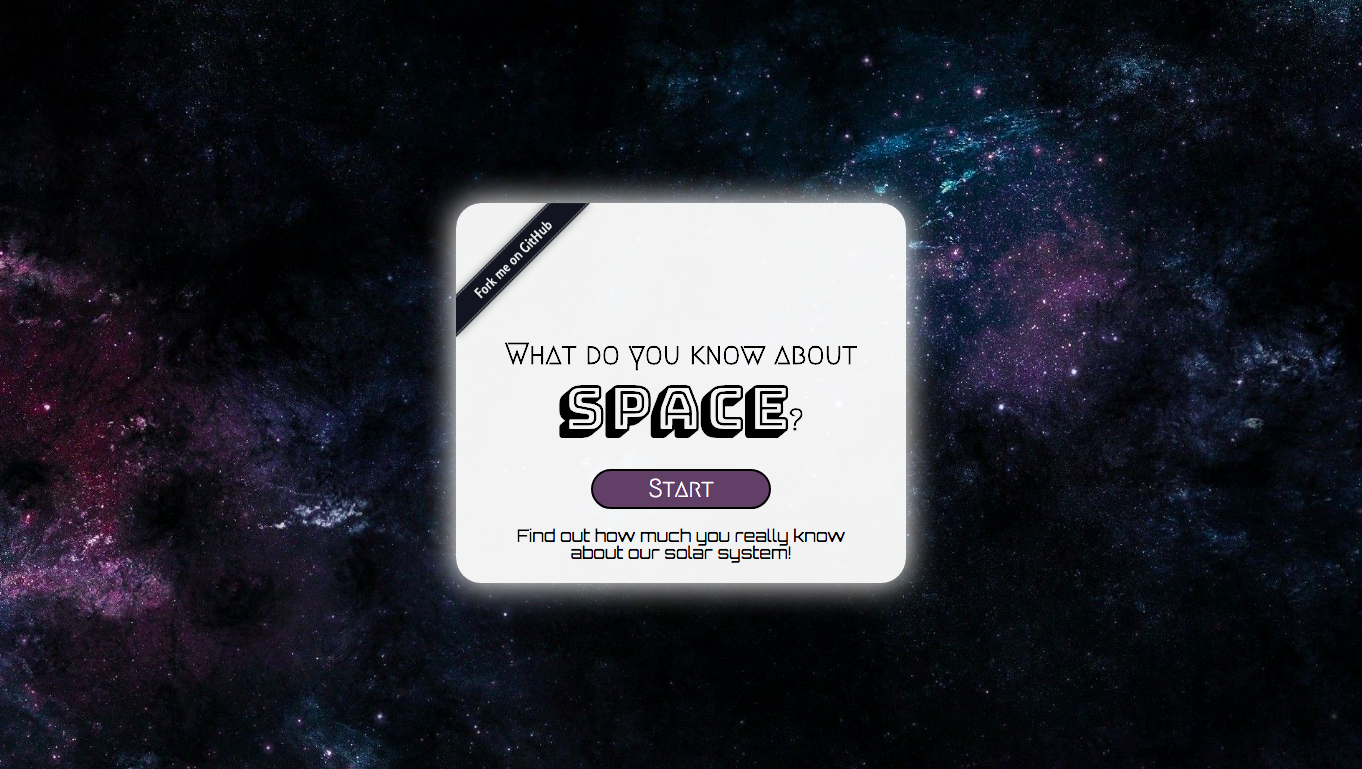 Fork me on GitHub
What do you know about
SPACE?
Start
Find out how much you really know
about our solar system!